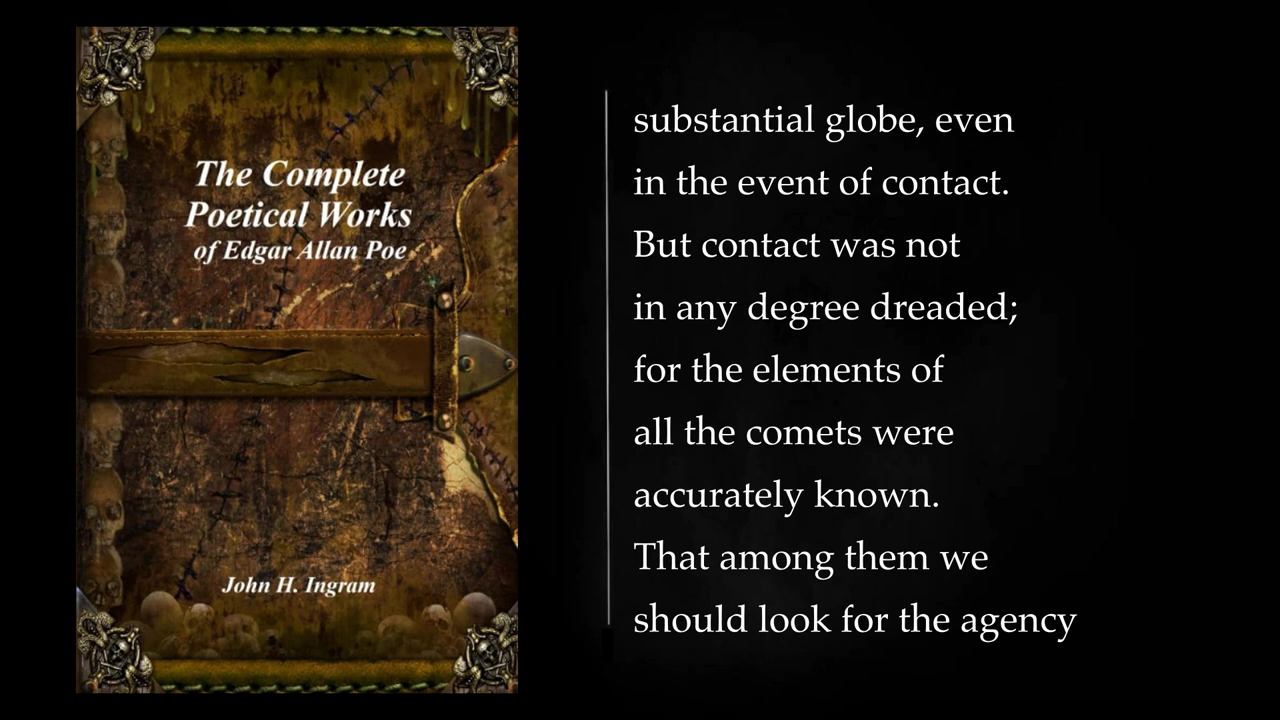 The Complete
Poetical Works
of Edgar Allan Poe
John H. Ingram
substantial globe, even
in the event of contact.
But contact was not
in any degree dreaded;
for the elements of
all the comets were
accurately known.
That among them we
should look for the agency